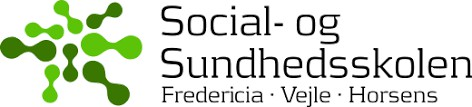 Social- og
Sundhedsskolen
Fredericia · Vejle · Horsens